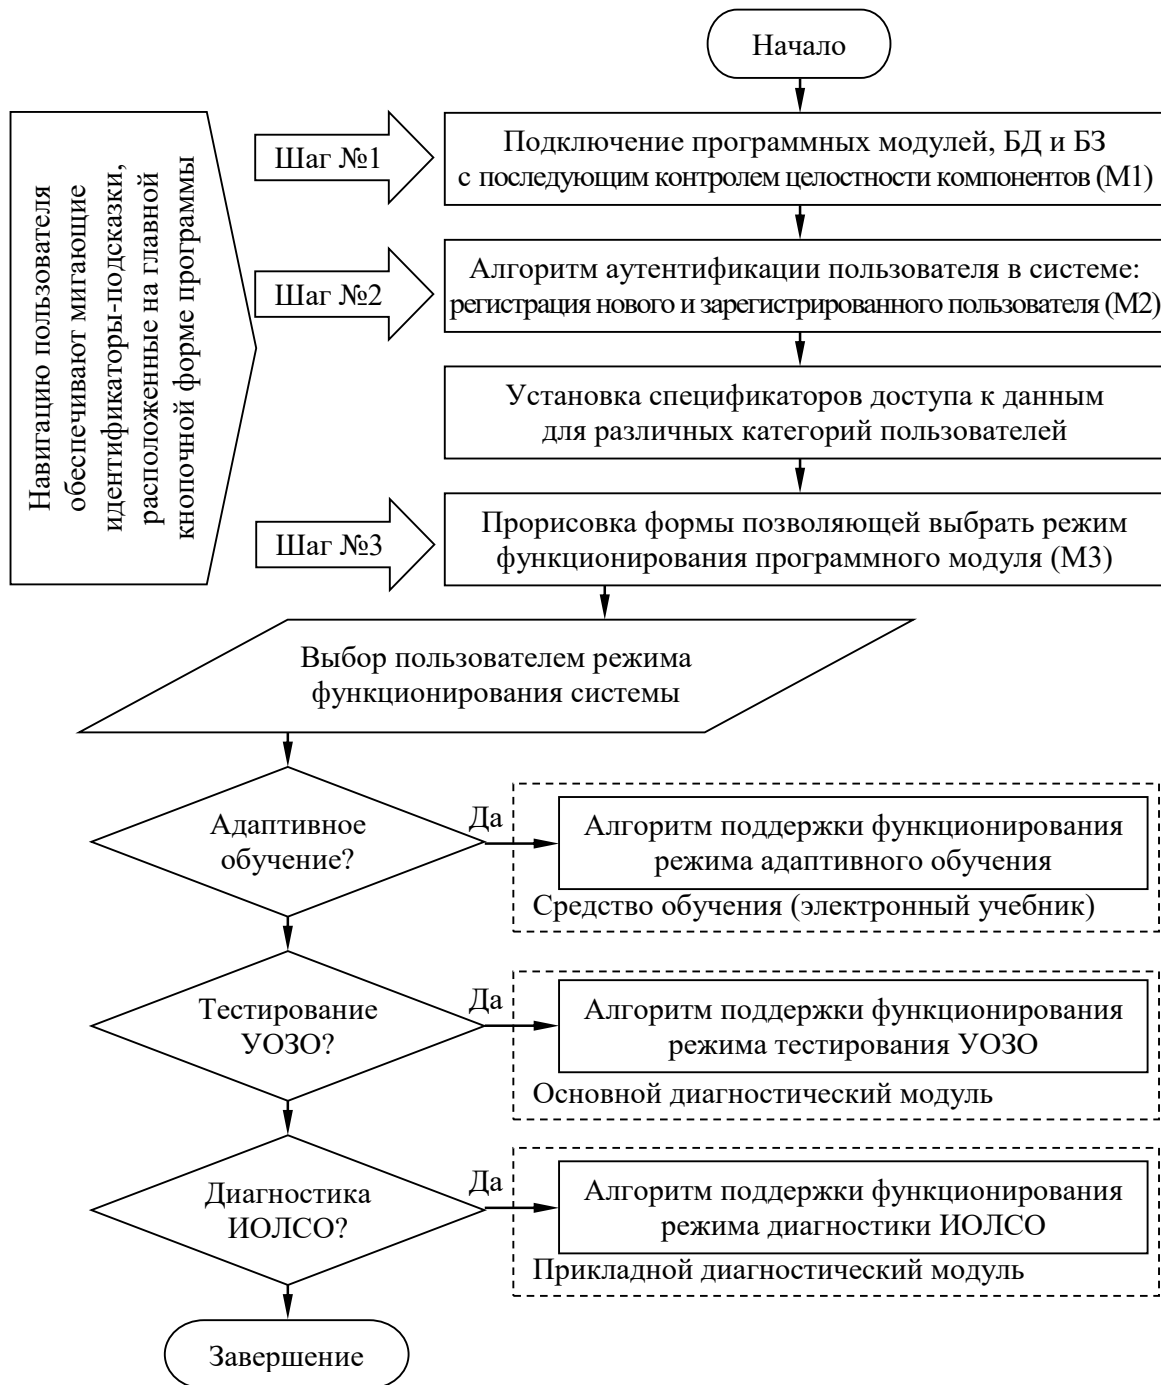 Начало
Навигацию пользователя
обеспечивают мигающие
идентификаторы-подсказки,
расположенные на главной
кнопочной форме программы
Шаг №1
Подключение программных модулей, БД и БЗ
с последующим контролем целостности компонентов (М1)
Шаг №2
Алгоритм аутентификации пользователя в системе:
регистрация нового и зарегистрированного пользователя (М2)
Установка спецификаторов доступа к данным
для различных категорий пользователей
Шаг №3
Прорисовка формы позволяющей выбрать режим
функционирования программного модуля (М3)
Выбор пользователем режима
функционирования системы
Адаптивное
обучение?
Да
Алгоритм поддержки функционирования
режима адаптивного обучения
Средство обучения (электронный учебник)
Тестирование
УОЗО?
Да
Алгоритм поддержки функционирования
режима тестирования УОЗО
Основной диагностический модуль
Диагностика
ИОЛСО?
Да
Алгоритм поддержки функционирования
режима диагностики ИОЛСО
Прикладной диагностический модуль
Завершение